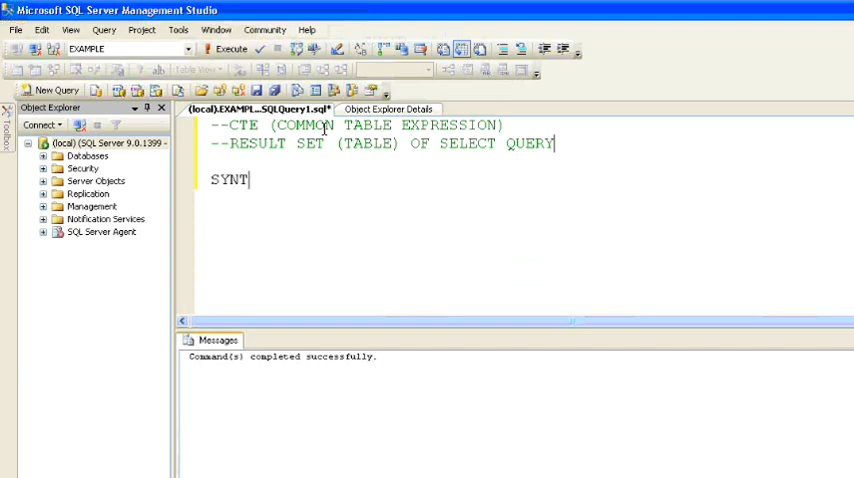 Microsoft SQL Server Management Studio
File Edit View Query Project Tools Window Community Help
EXAMPLE Execute
Table View
New Query
Object Explorer
(local).EXAMPL...SQLQuery1.sql* Object Explorer Details
Toolbox
Connect
(local) (SQL Server 9.0.1399 -
Databases
Security
Server Objects
Replication
Management
Notification Services
SQL Server Agent
--CTE (COMMON TABLE EXPRESSION)
--RESULT SET (TABLE) OF SELECT QUERY
SYNT
Messages
Command(s) completed successfully.